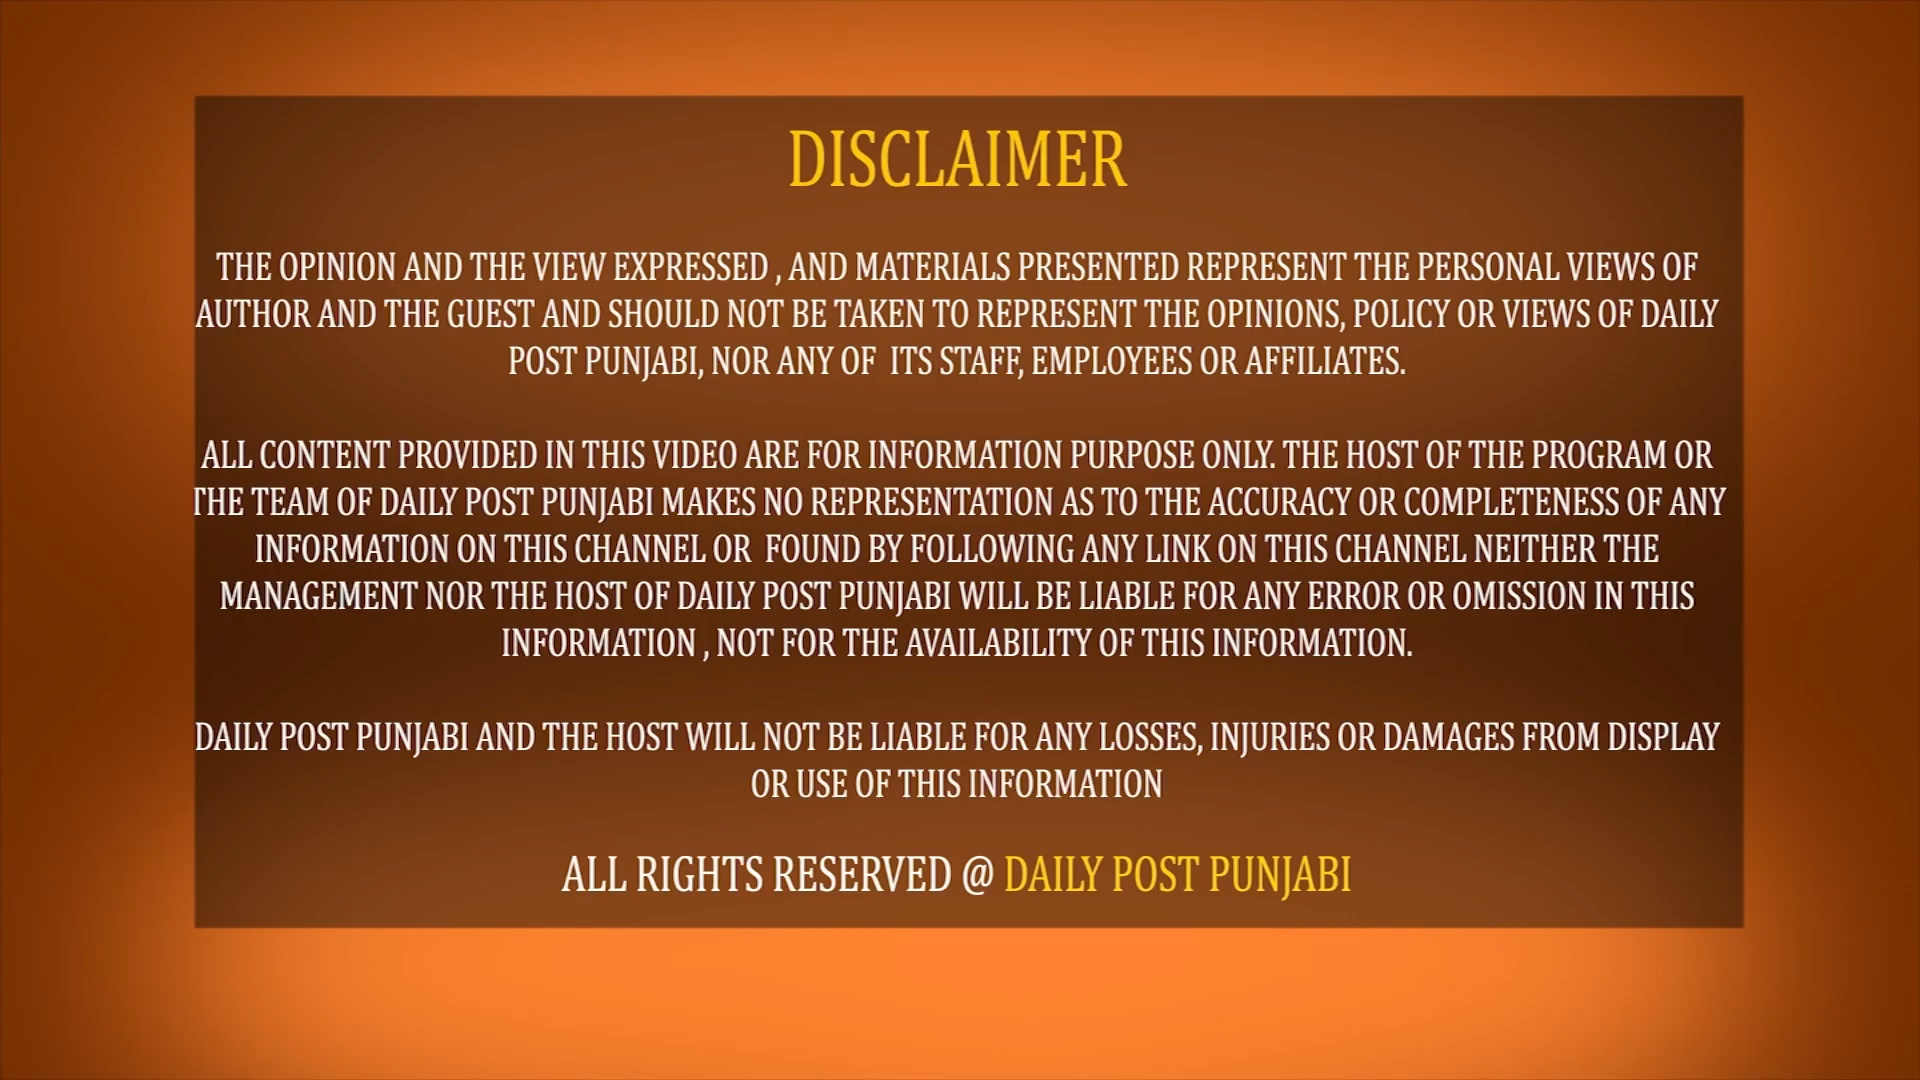 DISCLAIMER
THE OPINION AND THE VIEW EXPRESSED , AND MATERIALS PRESENTED REPRESENT THE PERSONAL VIEWS OF
AUTHOR AND THE GUEST AND SHOULD NOT BE TAKEN TO REPRESENT THE OPINIONS, POLICY OR VIEWS OF DAILY
POST PUNJABI, NOR ANY OF ITS STAFF, EMPLOYEES OR AFFILIATES.
ALL CONTENT PROVIDED IN THIS VIDEO ARE FOR INFORMATION PURPOSE ONLY. THE HOST OF THE PROGRAM OR
THE TEAM OF DAILY POST PUNJABI MAKES NO REPRESENTATION AS TO THE ACCURACY OR COMPLETENESS OF ANY
INFORMATION ON THIS CHANNEL OR FOUND BY FOLLOWING ANY LINK ON THIS CHANNEL NEITHER THE
MANAGEMENT NOR THE HOST OF DAILY POST PUNJABI WILL BE LIABLE FOR ANY ERROR OR OMISSION IN THIS
INFORMATION , NOT FOR THE AVAILABILITY OF THIS INFORMATION.
DAILY POST PUNJABI AND THE HOST WILL NOT BE LIABLE FOR ANY LOSSES, INJURIES OR DAMAGES FROM DISPLAY
OR USE OF THIS INFORMATION
ALL RIGHTS RESERVED @ DAILY POST PUNJABI